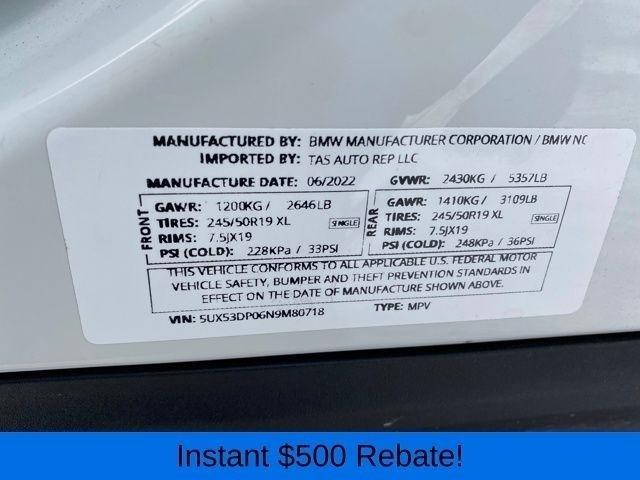 MANUFACTURED BY: BMW MANUFACTURER CORPORATION / BMW NC
IMPORTED BY: TAS AUTO REP LLC
MANUFACTURE DATE: 06/2022 GVWR: 2430KG / 5357LB
FRONT
GAWR: 1200KG / 2646LB
TIRES: 245/50R19 XL SINGLE
RIMS: 7.5JX19
PSI (COLD): 228KPa / 33PSI
REAR
GAWR: 1410KG / 3109LB
TIRES: 245/50R19 XL SINGLE
RIMS: 7.5JX19
PSI (COLD): 248KPa / 36PSI
THIS VEHICLE CONFORMS TO ALL APPLICABLE U.S. FEDERAL MOTOR
VEHICLE SAFETY, BUMPER AND THEFT PREVENTION STANDARDS IN
EFFECT ON THE DATE OF MANUFACTURE SHOWN ABOVE.
VIN: 5UX53DP06N9M80718 TYPE: MPV
Instant $500 Rebate!